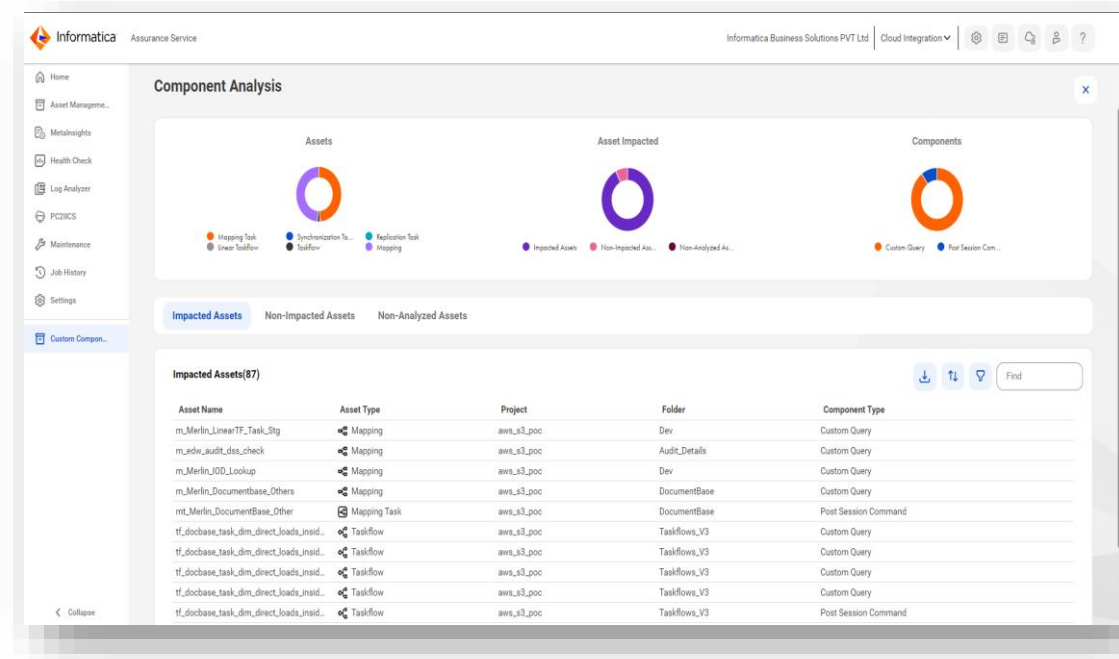 Informatica Assurance Service
Informatica Business Solutions PVT Ltd Cloud Integration
Home
Asset Manageme...
MetaInsights
Health Check
Log Analyzer
PC2IICS
Maintenance
Job History
Settings
Custom Compon...
Collapse
Component Analysis
X
Assets
Mapping Task Synchronization Ta... Replication Task
Linear Taskflow Taskflow Mapping
Asset Impacted
Impacted Assets Non-Impacted Ass... Non-Analyzed As...
Components
Custom Query Post Session Com...
Impacted Assets Non-Impacted Assets Non-Analyzed Assets
Impacted Assets(87) Find
Asset Name Asset Type Project Folder Component Type
m_Merlin_LinearTF_Task_Stg Mapping aws_s3_poc Dev Custom Query
m_edw_audit_dss_check Mapping aws_s3_poc Audit_Details Custom Query
m_Merlin_IOD_Lookup Mapping aws_s3_poc Dev Custom Query
m_Merlin_Documentbase_Others Mapping aws_s3_poc DocumentBase Custom Query
mt_Merlin_DocumentBase_Other Mapping Task aws_s3_poc DocumentBase Post Session Command
tf_docbase_task_dim_direct_loads_insid... Taskflow aws_s3_poc Taskflows_V3 Custom Query
tf_docbase_task_dim_direct_loads_insid... Taskflow aws_s3_poc Taskflows_V3 Custom Query
tf_docbase_task_dim_direct_loads_insid... Taskflow aws_s3_poc Taskflows_V3 Custom Query
tf_docbase_task_dim_direct_loads_insid... Taskflow aws_s3_poc Taskflows_V3 Custom Query
tf_docbase_task_dim_direct_loads_insid... Taskflow aws_s3_poc Taskflows_V3 Post Session Command